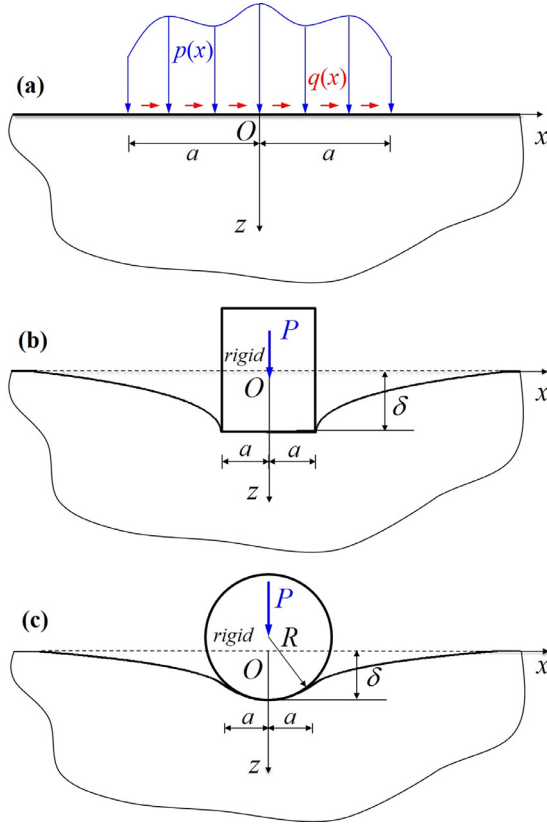 p(x)
q(x)
(a)
O
x
a
a
z
(b)
P
rigid
O
x
δ
a
a
z
(c)
P
rigid
R
O
x
δ
a
a
z